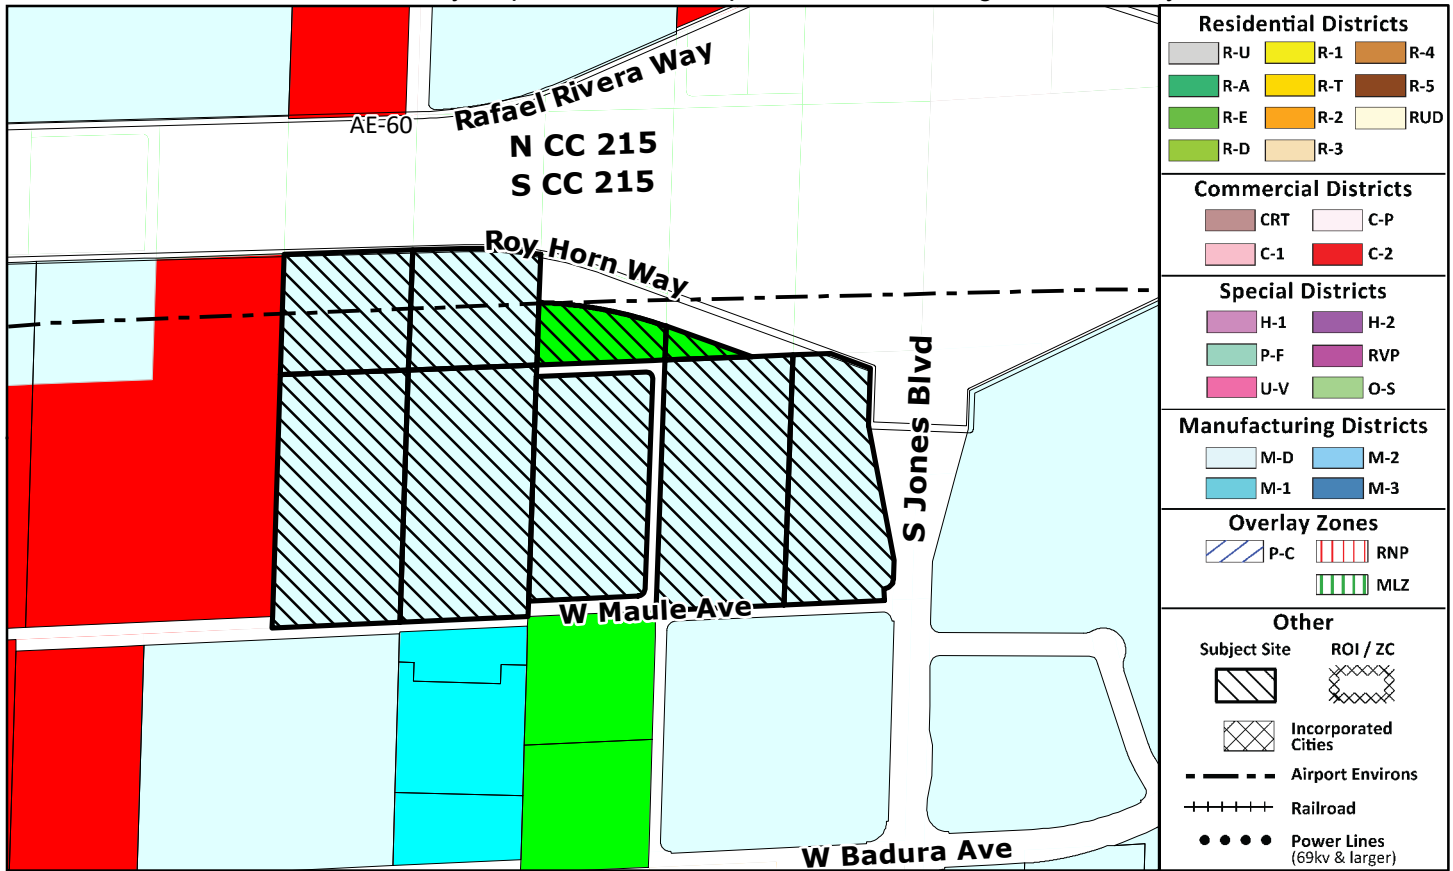 Rafael Rivera Way
AE-60
N CC 215
S CC 215
Roy Horn Way
S Jones Blvd
W Maule Ave
W Badura Ave
Residential Districts
R-U R-1 R-4
R-A R-T R-5
R-E R-2 RUD
R-D R-3
Commercial Districts
CRT C-P
C-1 C-2
Special Districts
H-1 H-2
P-F RVP
U-V O-S
Manufacturing Districts
M-D M-2
M-1 M-3
Overlay Zones
P-C RNP
MLZ
Other
Subject Site ROI / ZC
Incorporated
Cities
Airport Environs
Railroad
Power Lines
(69kv & larger)